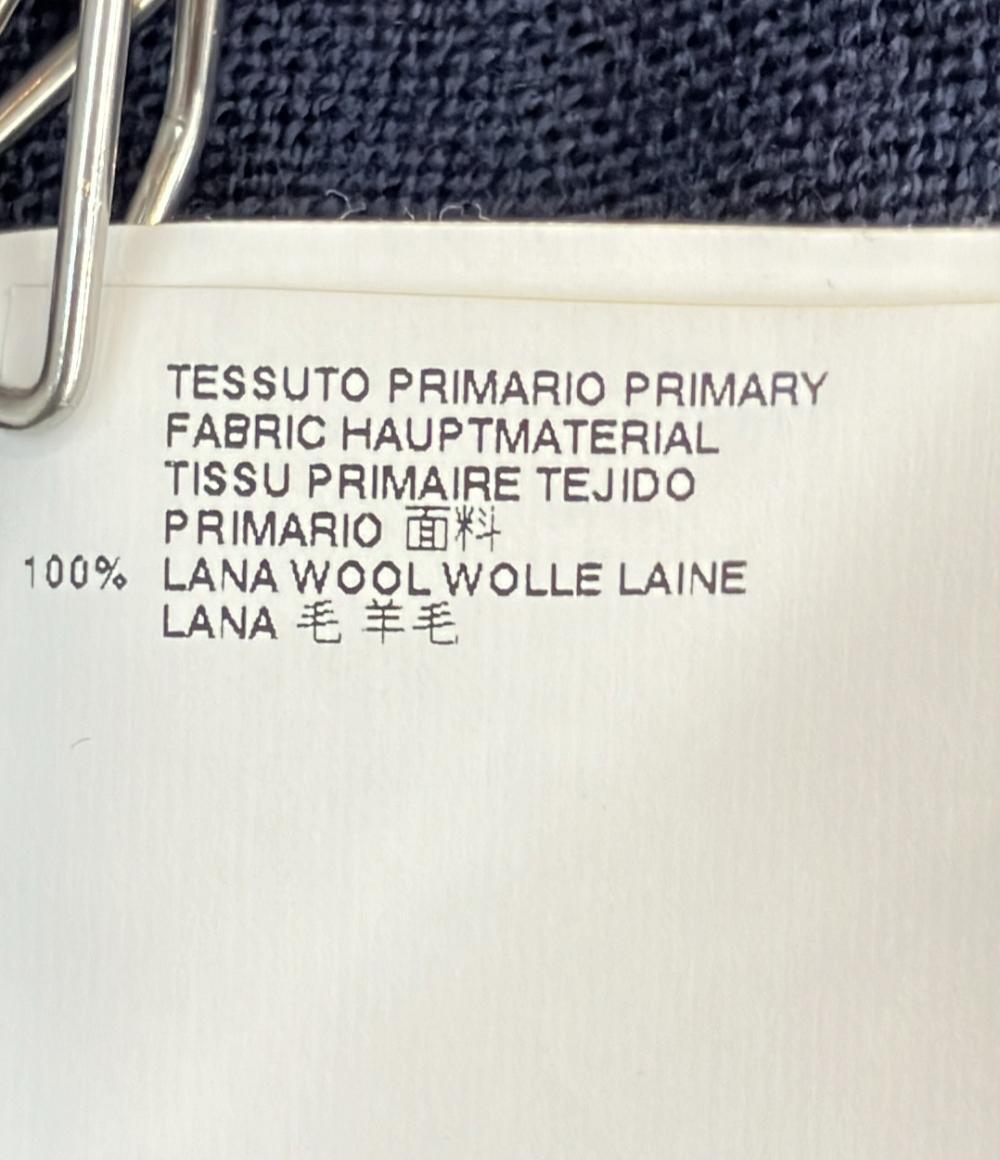 TESSUTO PRIMARIO PRIMARY
FABRIC HAUPTMATERIAL
TISSU PRIMAIRE TEJIDO
PRIMARIO 面料
100% LANA WOOL WOLLE LAINE
LANA 毛 羊毛